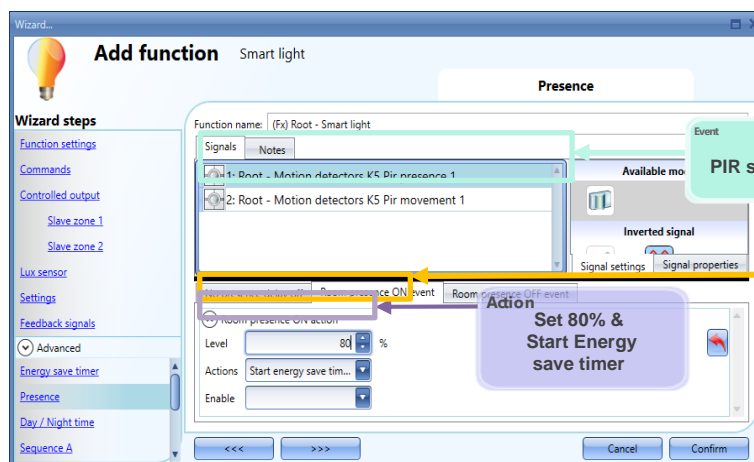 Wizard...
Add function Smart light
Presence
Wizard steps
Function settings
Commands
Controlled output
Slave zone 1
Slave zone 2
Lux sensor
Settings
Feedback signals
Advanced
Energy save timer
Presence
Day / Night time
Sequence A
Function name: (Fx) Root - Smart light
Signals Notes
1: Root - Motion detectors K5 Pir presence 1
2: Root - Motion detectors K5 Pir movement 1
Event
PIR s
Available mo
Inverted signal
Signal settings Signal properties
Room presence ON event Room presence OFF event
Room presence ON action
Level 80 %
Actions Start energy save tim...
Enable
Action
Set 80% &
Start Energy
save timer
<<< >>> Cancel Confirm